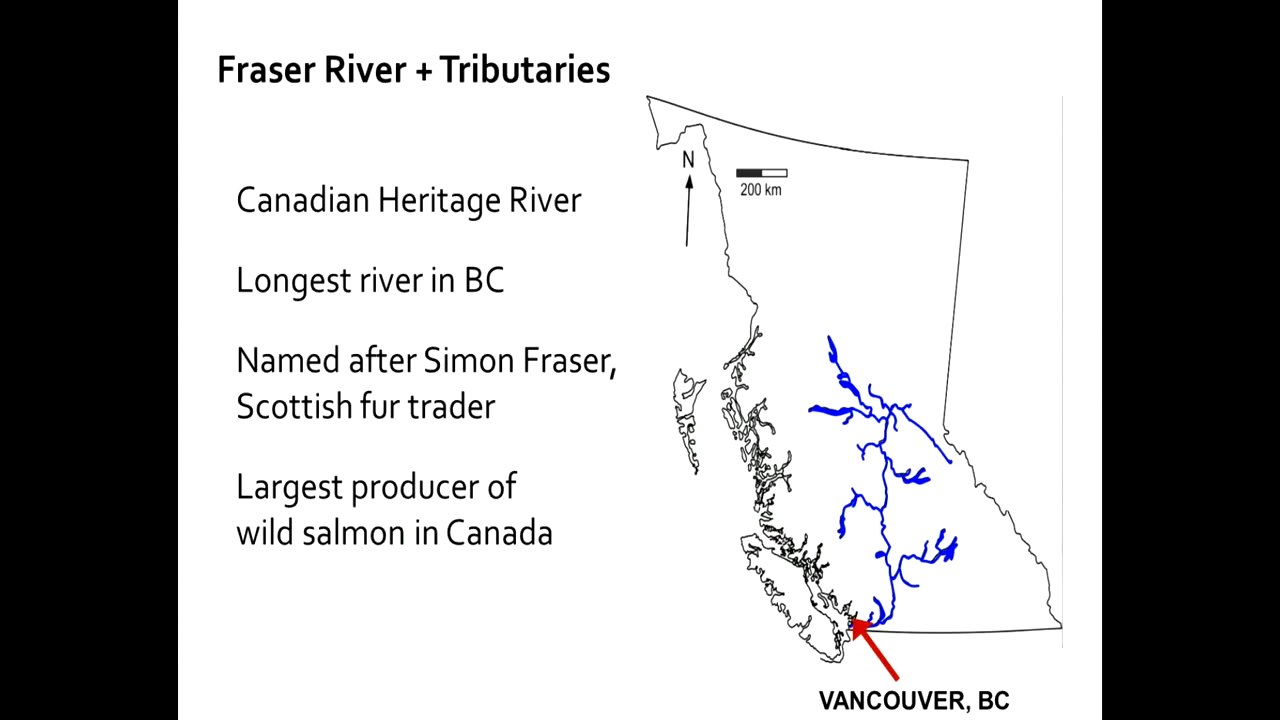 Fraser River + Tributaries
Canadian Heritage River
Longest river in BC
Named after Simon Fraser,
Scottish fur trader
Largest producer of
wild salmon in Canada
N
200 km
VANCOUVER, BC